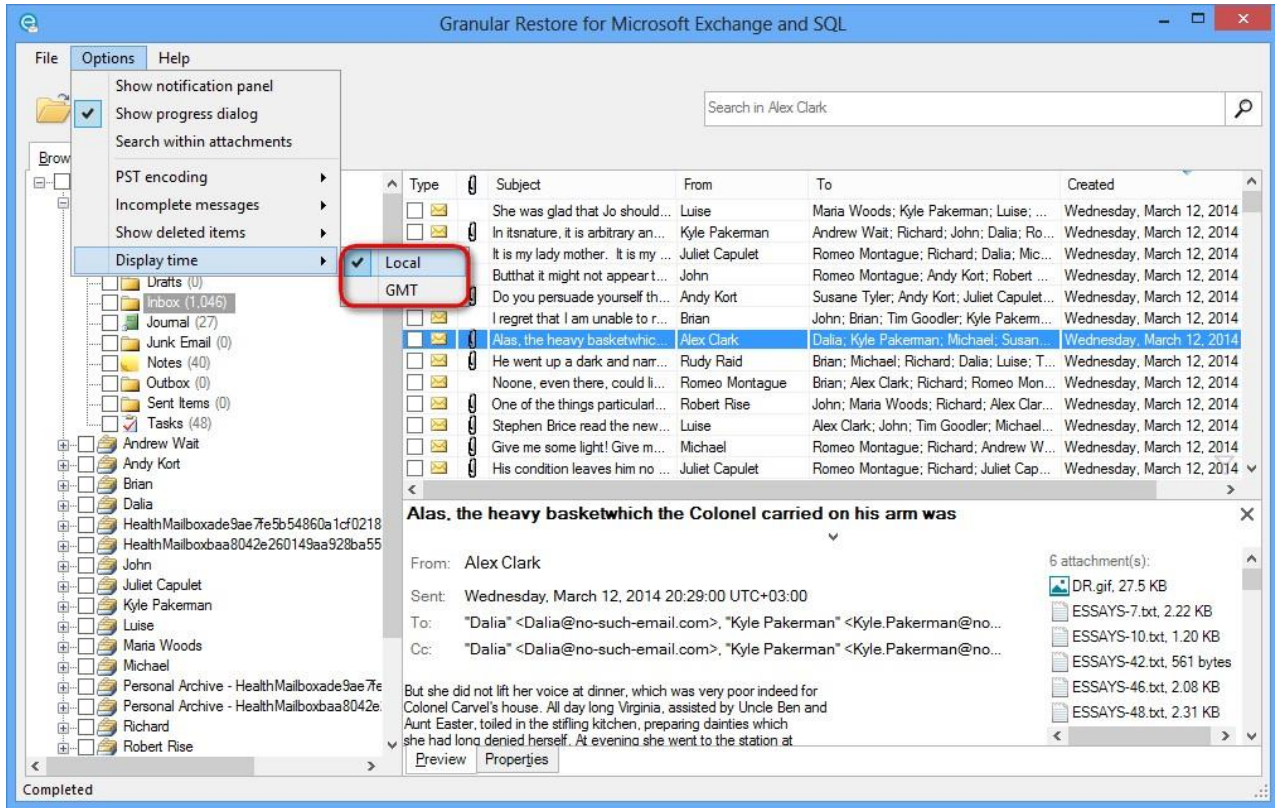 Granular Restore for Microsoft Exchange and SQL
File Options Help
Show notification panel
Show progress dialog
Search within attachments
PST encoding
Incomplete messages
Show deleted items
Display time
Local
GMT
Search in Alex Clark
Drafts (0)
Inbox (1,046)
Journal (27)
Junk Email (0)
Notes (40)
Outbox (0)
Sent Items (0)
Tasks (48)
Andrew Wait
Andy Kort
Brian
Dalia
HealthMailboxade9ae7fe5b54860a1cf0218
HealthMailboxbaa8042e260149aa928ba55
John
Juliet Capulet
Kyle Pakerman
Luise
Maria Woods
Michael
Personal Archive - HealthMailboxade9ae7fe
Personal Archive - HealthMailboxbaa8042e
Richard
Robert Rise
Type Subject From To Created
She was glad that Jo should... Luise Maria Woods; Kyle Pakerman; Luise; ... Wednesday, March 12, 2014
In itsnature, it is arbitrary an... Kyle Pakerman Andrew Wait; Richard; John; Dalia; Ro... Wednesday, March 12, 2014
It is my lady mother. It is my ... Juliet Capulet Romeo Montague; Richard; Dalia; Mic... Wednesday, March 12, 2014
Butthat it might not appear t... John Romeo Montague; Andy Kort; Robert ... Wednesday, March 12, 2014
Do you persuade yourself th... Andy Kort Susane Tyler; Andy Kort; Juliet Capulet... Wednesday, March 12, 2014
I regret that I am unable to r... Brian John; Brian; Tim Goodler; Kyle Pakerm... Wednesday, March 12, 2014
Alas, the heavy basketwhic... Alex Clark Dalia; Kyle Pakerman; Michael; Susan... Wednesday, March 12, 2014
He went up a dark and narr... Rudy Raid Brian; Michael; Richard; Dalia; Luise; T... Wednesday, March 12, 2014
Noone, even there, could li... Romeo Montague Brian; Alex Clark; Richard; Romeo Mon... Wednesday, March 12, 2014
One of the things particularl... Robert Rise John; Maria Woods; Richard; Alex Clar... Wednesday, March 12, 2014
Stephen Brice read the new... Luise Alex Clark; John; Tim Goodler; Michael... Wednesday, March 12, 2014
Give me some light! Give m... Michael Romeo Montague; Richard; Andrew W... Wednesday, March 12, 2014
His condition leaves him no ... Juliet Capulet Romeo Montague; Richard; Juliet Cap... Wednesday, March 12, 2014
Alas, the heavy basketwhich the Colonel carried on his arm was
From: Alex Clark
Sent: Wednesday, March 12, 2014 20:29:00 UTC+03:00
To: "Dalia" <Dalia@no-such-email.com>, "Kyle Pakerman" <Kyle.Pakerman@no...
Cc: "Dalia" <Dalia@no-such-email.com>, "Kyle Pakerman" <Kyle.Pakerman@no...
6 attachment(s):
DR.gif, 27.5 KB
ESSAYS-7.txt, 2.22 KB
ESSAYS-10.txt, 1.20 KB
ESSAYS-42.txt, 561 bytes
ESSAYS-46.txt, 2.08 KB
ESSAYS-48.txt, 2.31 KB
But she did not lift her voice at dinner, which was very poor indeed for
Colonel Carvel's house. All day long Virginia, assisted by Uncle Ben and
Aunt Easter, toiled in the stifling kitchen, preparing dainties which
she had long denied herself. At evening she went to the station at
Preview Properties
Completed